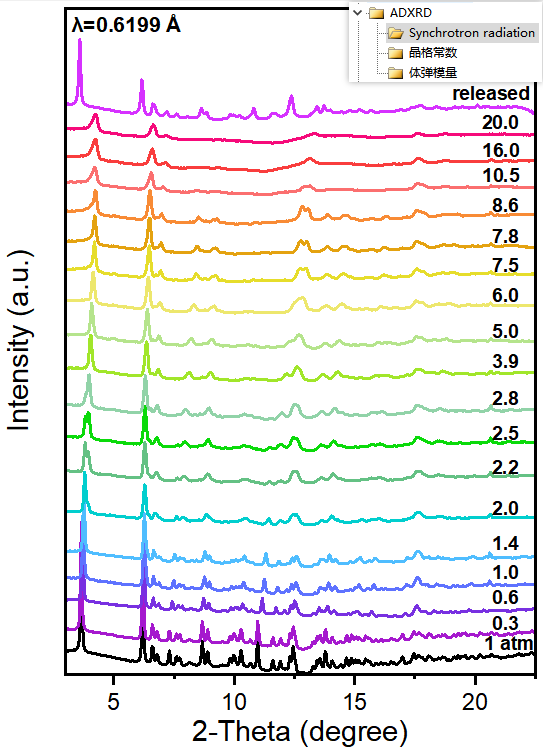 λ=0.6199 Å
ADXRD
Synchrotron radiation
晶格常数
体弹模量
released
20.0
16.0
10.5
8.6
7.8
7.5
6.0
5.0
3.9
2.8
2.5
2.2
2.0
1.4
1.0
0.6
0.3
1 atm
Intensity (a.u.)
5 10 15 20
2-Theta (degree)